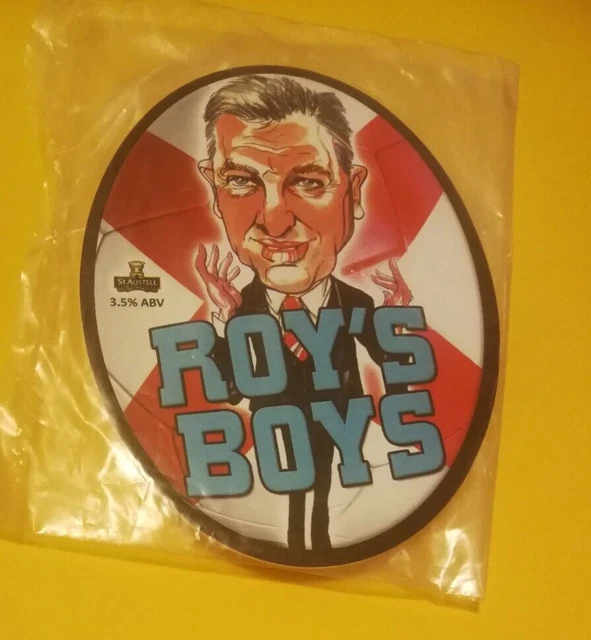 ST AUSTELL
3.5% ABV
ROY'S
BOYS